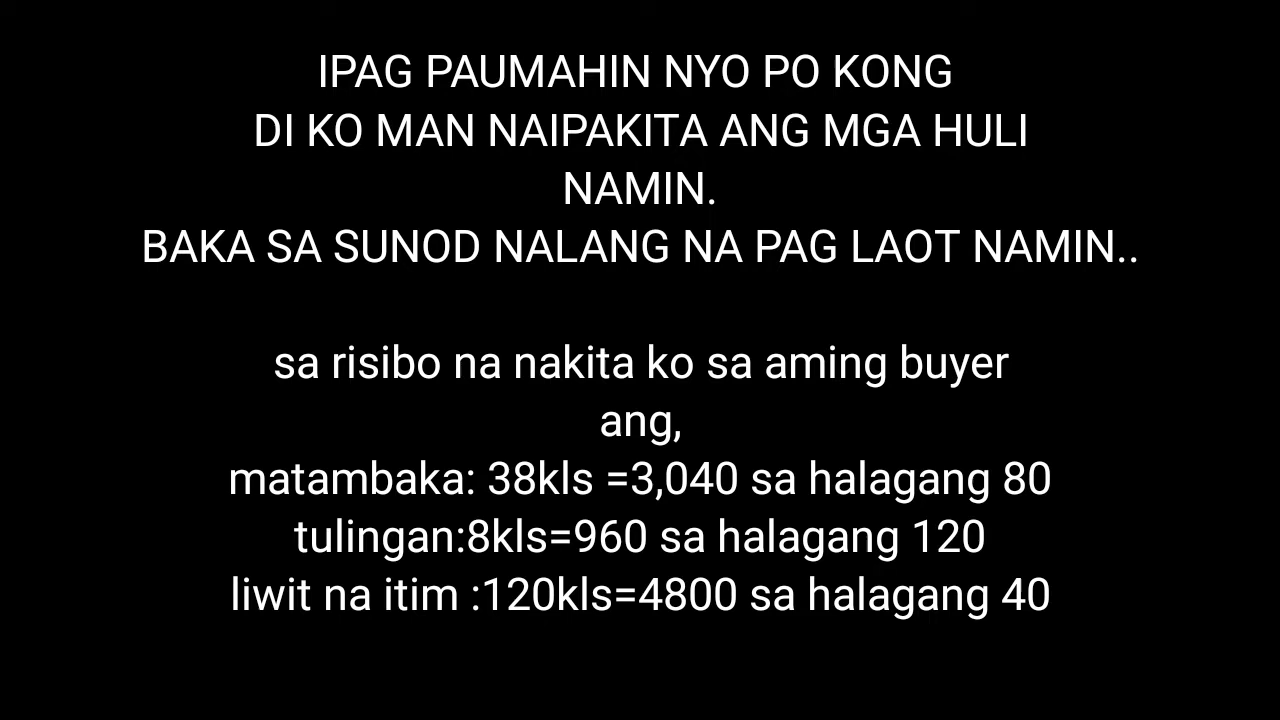 IPAG PAUMAHIN NYO PO KONG
DI KO MAN NAIPAKITA ANG MGA HULI
NAMIN.
BAKA SA SUNOD NALANG NA PAG LAOT NAMIN..
sa risibo na nakita ko sa aming buyer
ang,
matambaka: 38kls =3,040 sa halagang 80
tulingan:8kls=960 sa halagang 120
liwit na itim :120kls=4800 sa halagang 40